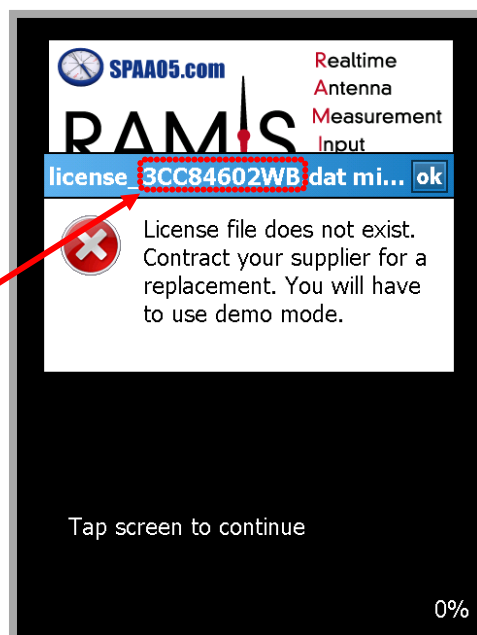 SPAA05.com
Realtime
Antenna
Measurement
Input
RAMIS
license_3CC84602WB dat mi... ok
License file does not exist.
Contract your supplier for a
replacement. You will have
to use demo mode.
Tap screen to continue
0%